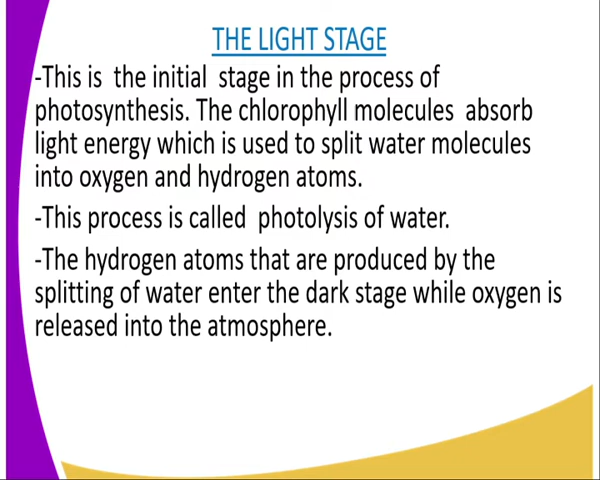 THE LIGHT STAGE
-This is  the initial  stage in the process of
photosynthesis. The chlorophyll molecules  absorb
light energy which is used to split water molecules
into oxygen and hydrogen atoms.
-This process is called  photolysis of water.
-The hydrogen atoms that are produced by the
splitting of water enter the dark stage while oxygen is
released into the atmosphere.